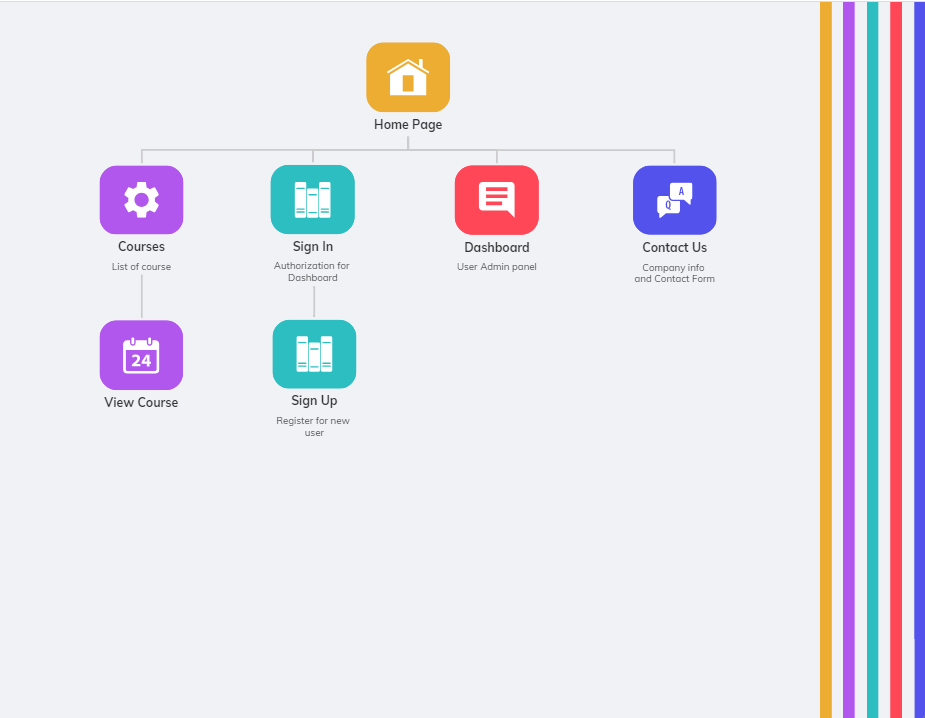 Home Page
Courses
List of course
Sign In
Authorization for
Dashboard
Dashboard
User Admin panel
A
Q
Contact Us
Company info
and Contact Form
24
View Course
Sign Up
Register for new
user